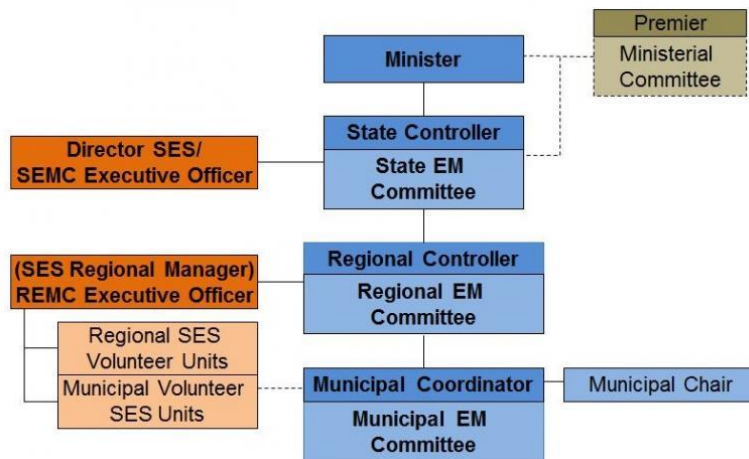 Premier
Ministerial
Committee
Minister
State Controller
State EM
Committee
Director SES/
SEMC Executive Officer
Regional Controller
Regional EM
Committee
(SES Regional Manager)
REMC Executive Officer
Regional SES
Volunteer Units
Municipal Volunteer
SES Units
Municipal Coordinator
Municipal EM
Committee
Municipal Chair